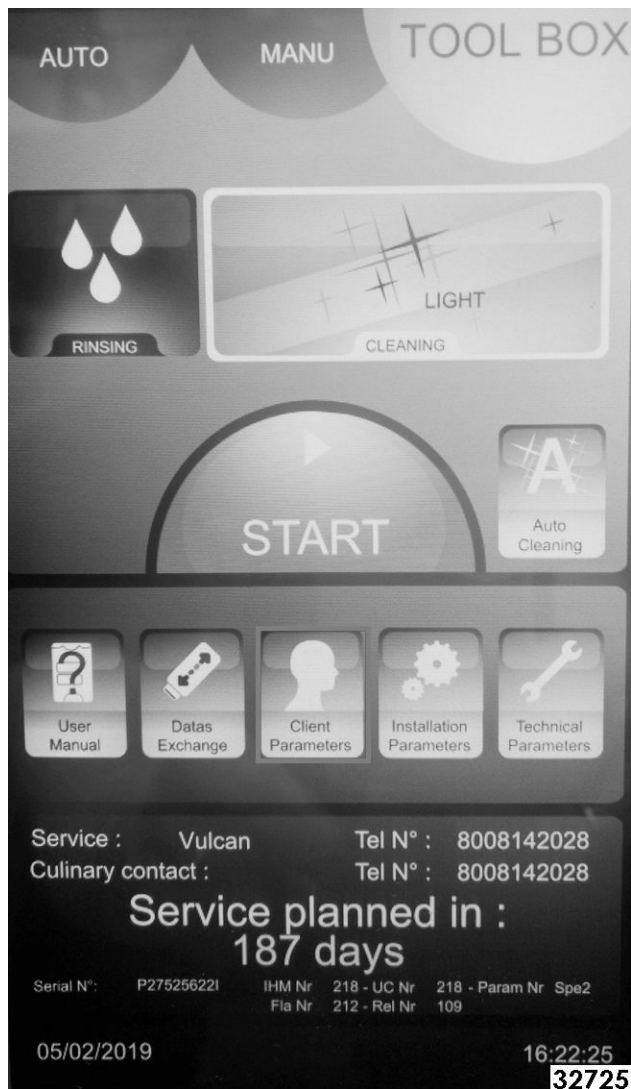 AUTO MANU TOOL BOX
LIGHT
RINSING CLEANING
START
A
Auto
Cleaning
?
User
Manual
Datas
Exchange
Client
Parameters
Installation
Parameters
Technical
Parameters
Service : Vulcan Tel N° : 8008142028
Culinary contact : Tel N° : 8008142028
Service planned in :
187 days
Serial N°: P27525622I IHM Nr 218 - UC Nr 218 - Param Nr Spe2
Fla Nr 212 - Rel Nr 109
05/02/2019 16:22:25
32725